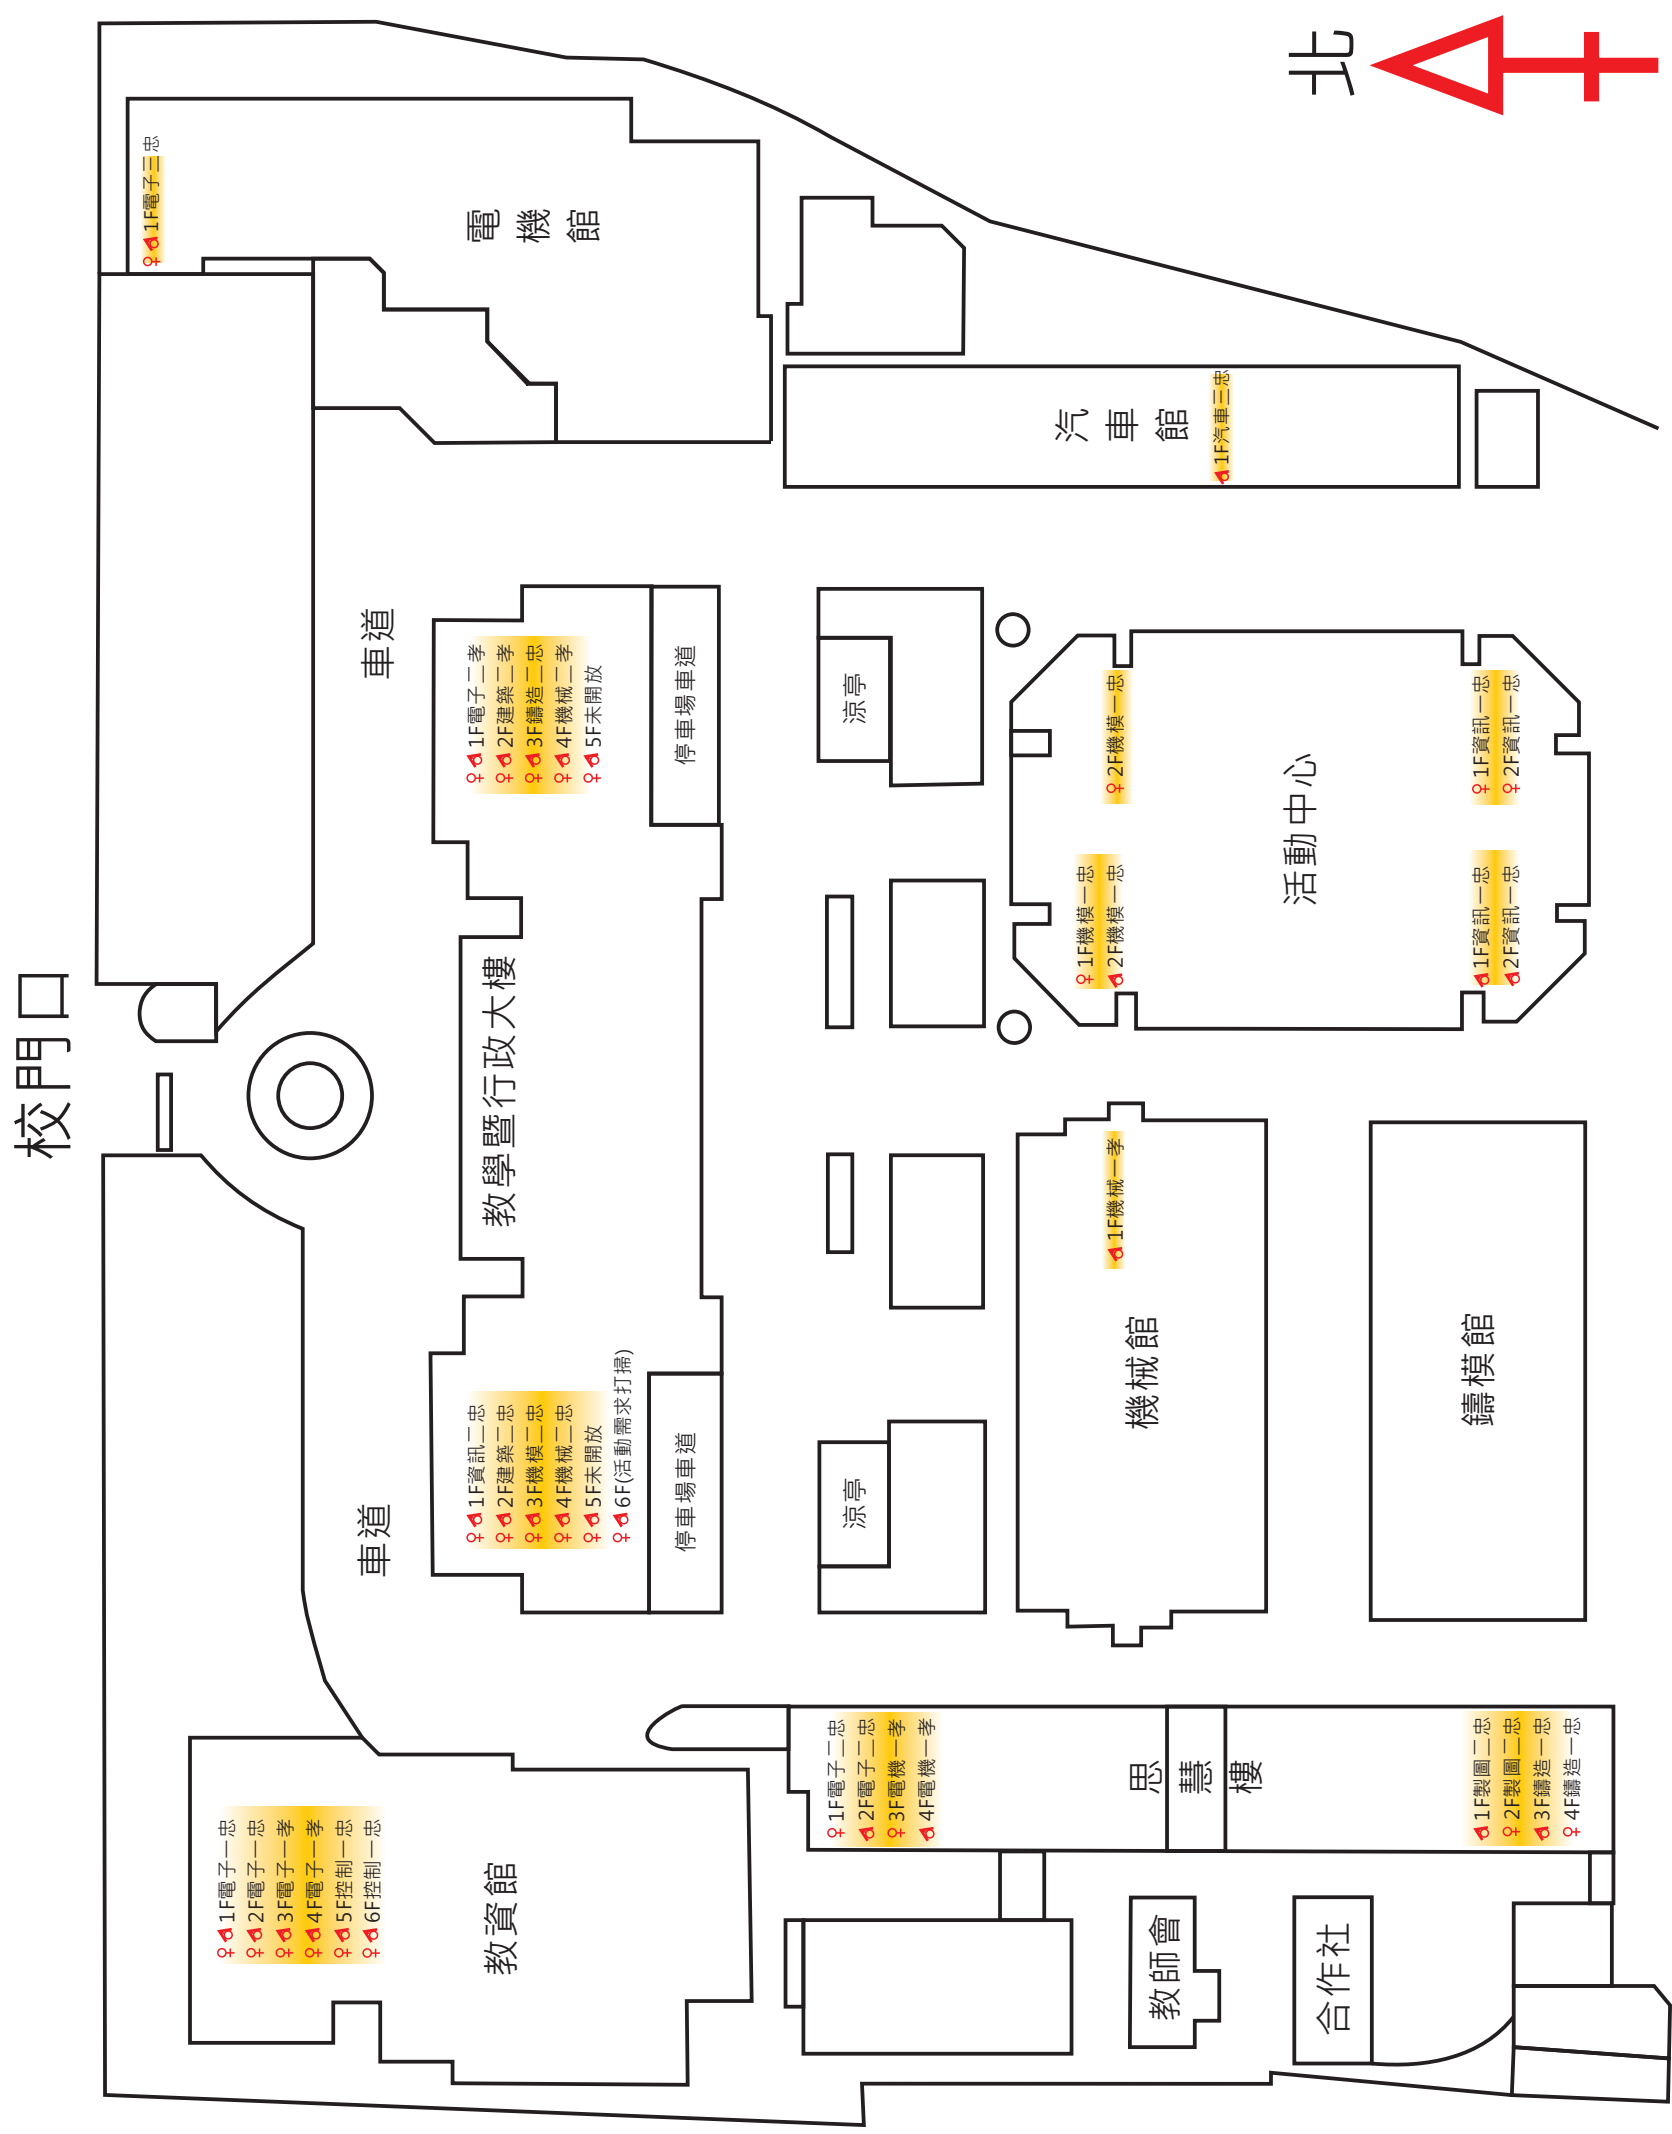 北
校門口
1F電子三忠
電機館
汽車館
1F汽車三忠
車道
1F電子二孝
2F建築二孝
3F鑄造二忠
4F機械二孝
5F未開放
停車場車道
涼亭
教學暨行政大樓
2F機模一忠
1F機模一忠
2F機模一忠
活動中心
1F資訊一忠
2F資訊一忠
1F資訊一忠
2F資訊一忠
車道
1F資訊二忠
2F建築二忠
3F機模二忠
4F機械二忠
5F未開放
6F(活動需求打掃)
停車場車道
涼亭
1F機械一孝
機械館
鑄模館
1F電子一忠
2F電子一忠
3F電子一孝
4F電子一孝
5F控制一忠
6F控制一忠
教資館
1F電子二忠
2F電子二忠
3F電機一孝
4F電機一孝
思慧樓
1F製圖二忠
2F製圖二忠
3F鑄造一忠
4F鑄造一忠
教師會
合作社